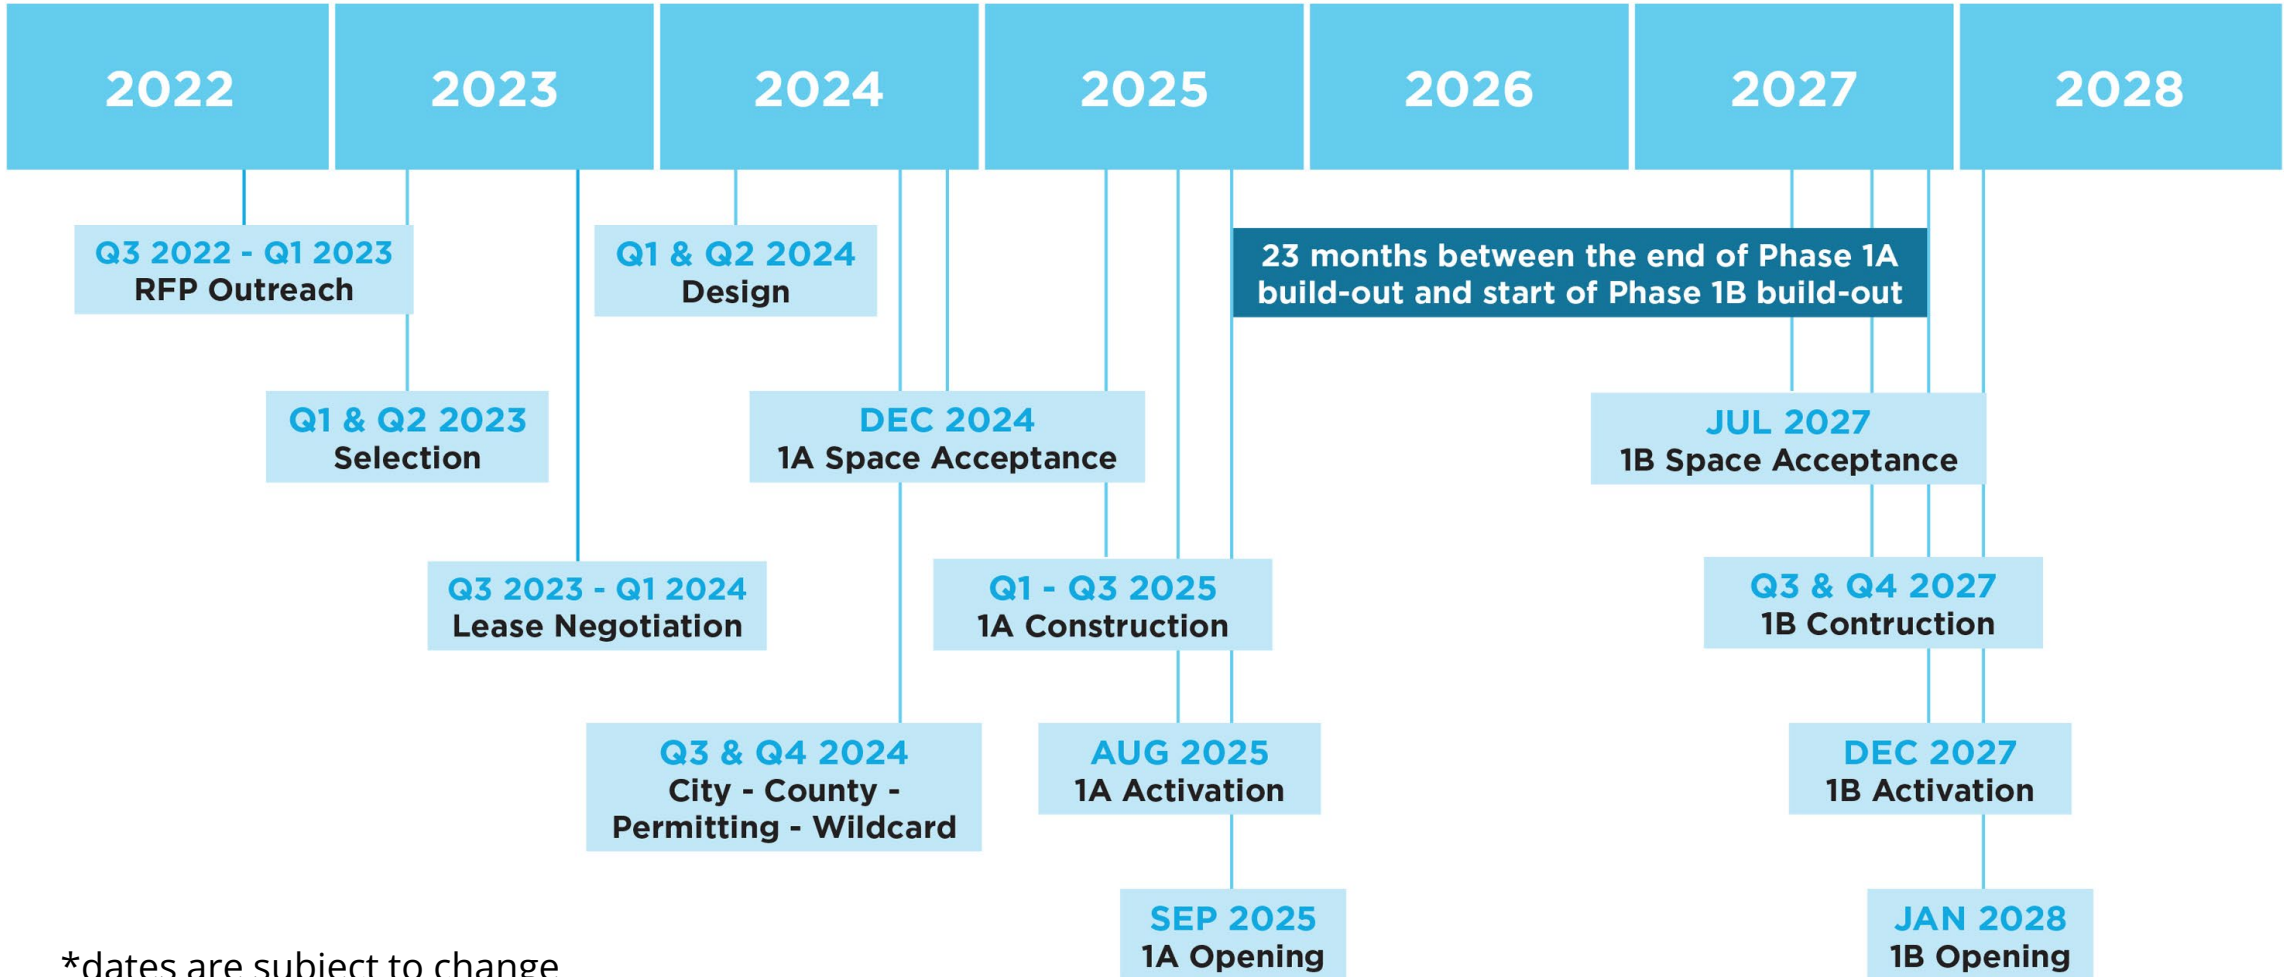 2022
2023
2024
2025
2026
2027
2028
Q3 2022 - Q1 2023
RFP Outreach
Q1 & Q2 2024
Design
23 months between the end of Phase 1A
build-out and start of Phase 1B build-out
Q1 & Q2 2023
Selection
DEC 2024
1A Space Acceptance
JUL 2027
1B Space Acceptance
Q3 2023 - Q1 2024
Lease Negotiation
Q1 - Q3 2025
1A Construction
Q3 & Q4 2027
1B Contruction
Q3 & Q4 2024
City - County -
Permitting - Wildcard
AUG 2025
1A Activation
DEC 2027
1B Activation
SEP 2025
1A Opening
JAN 2028
1B Opening
*dates are subject to change